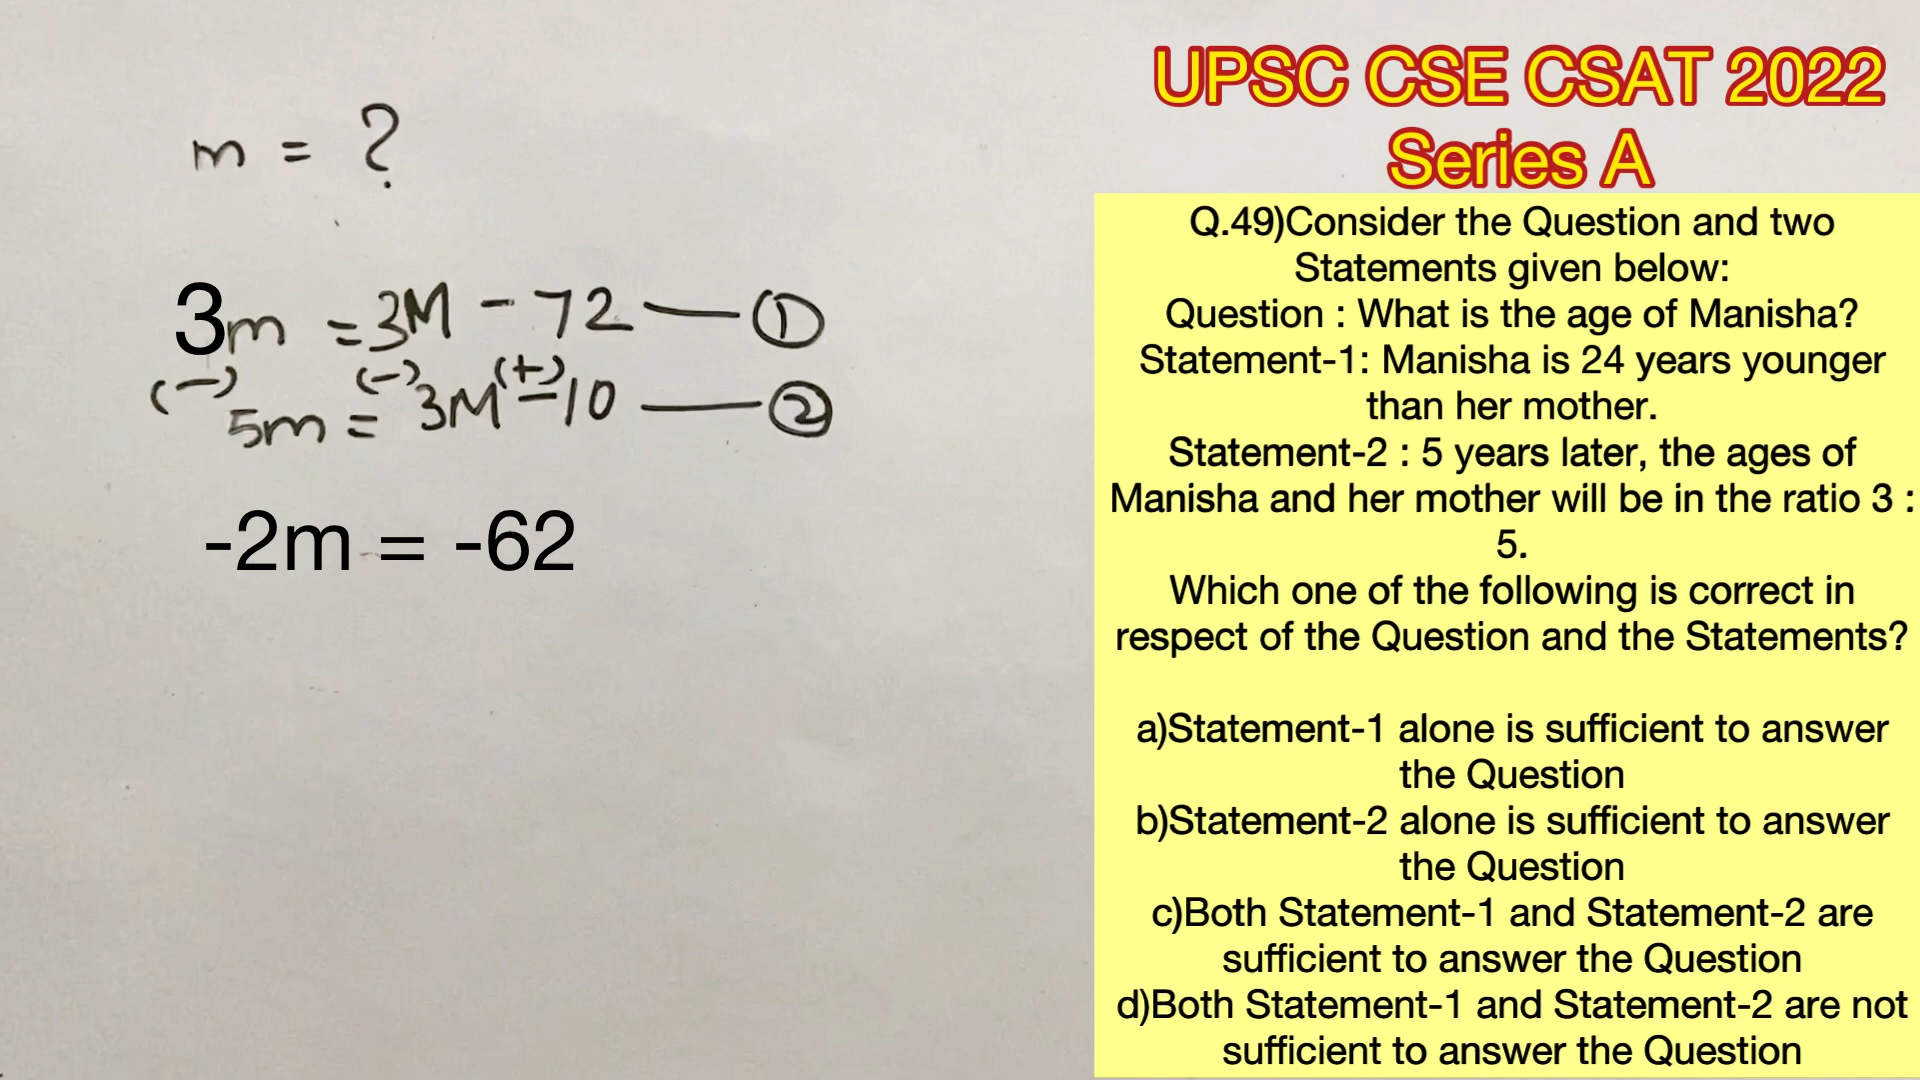 m = ?
3m = 3M - 72 — ①
(-) (-) (+)
5m = 3M - 10 — ②
-2m = -62
UPSC CSE CSAT 2022
Series A
Q.49)Consider the Question and two
Statements given below:
Question : What is the age of Manisha?
Statement-1: Manisha is 24 years younger
than her mother.
Statement-2 : 5 years later, the ages of
Manisha and her mother will be in the ratio 3 :
5.
Which one of the following is correct in
respect of the Question and the Statements?
a)Statement-1 alone is sufficient to answer
the Question
b)Statement-2 alone is sufficient to answer
the Question
c)Both Statement-1 and Statement-2 are
sufficient to answer the Question
d)Both Statement-1 and Statement-2 are not
sufficient to answer the Question